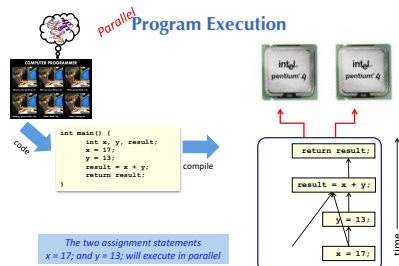 Parallel
Program Execution
COMPUTER PROGRAMMER
intel
pentium 4
intel
pentium 4
code
int main() {
int x, y, result;
x = 17;
y = 13;
result = x + y;
return result;
}
compile
return result;
result = x + y;
y = 13;
x = 17;
time
The two assignment statements
x = 17; and y = 13; will execute in parallel